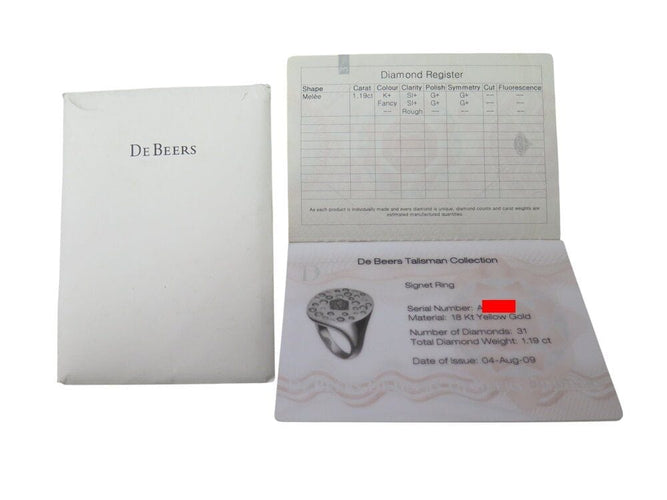 DE BEERS
Diamond Register
Shape Carat Colour Clarity Polish Symmetry Cut Fluorescence
Melée 1.19ct K+ SI+ G+ G+ --- ---
Fancy SI+ G+ G+ --- ---
--- Rough --- --- --- ---
As each product is individually made and every diamond is unique, diamond counts and carat weights are
estimated manufactured quantities.
De Beers Talisman Collection
Signet Ring
Serial Number: A
Material: 18 Kt Yellow Gold
Number of Diamonds: 31
Total Diamond Weight: 1.19 ct
Date of Issue: 04-Aug-09